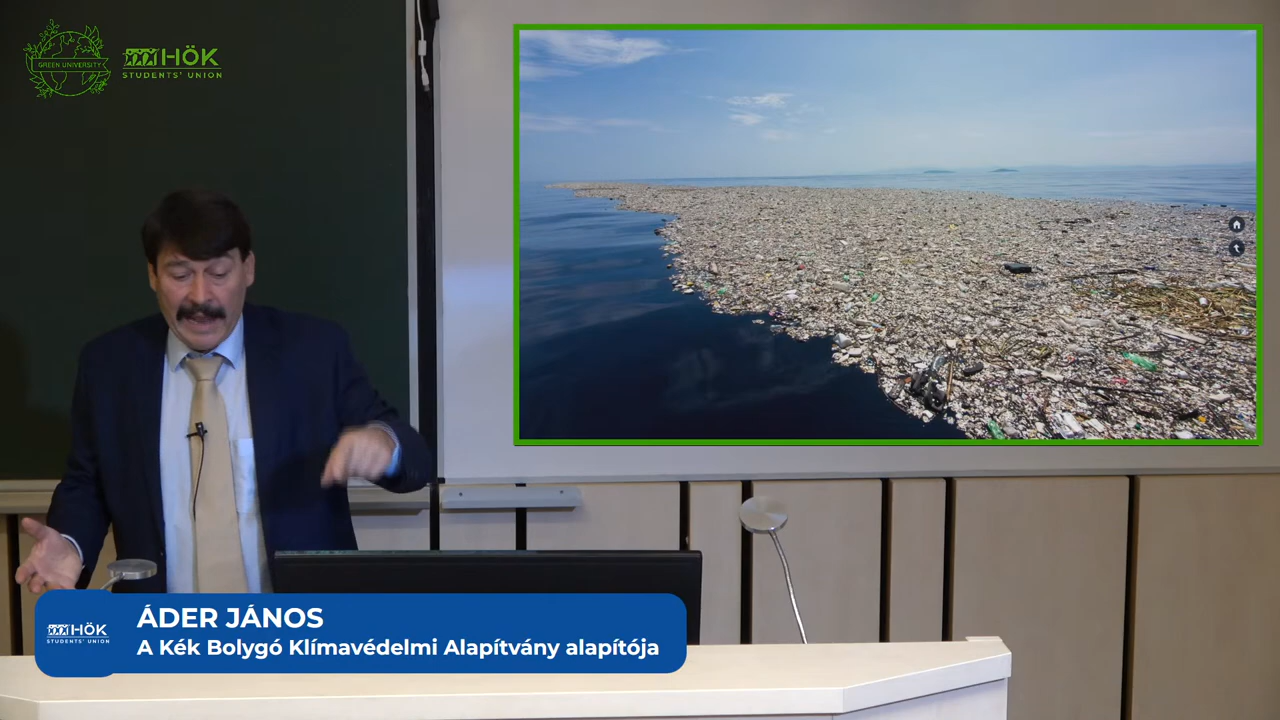 GREEN UNIVERSITY
HÖK
STUDENTS' UNION
HÖK
STUDENTS' UNION
ÁDER JÁNOS
A Kék Bolygó Klímavédelmi Alapítvány alapítója